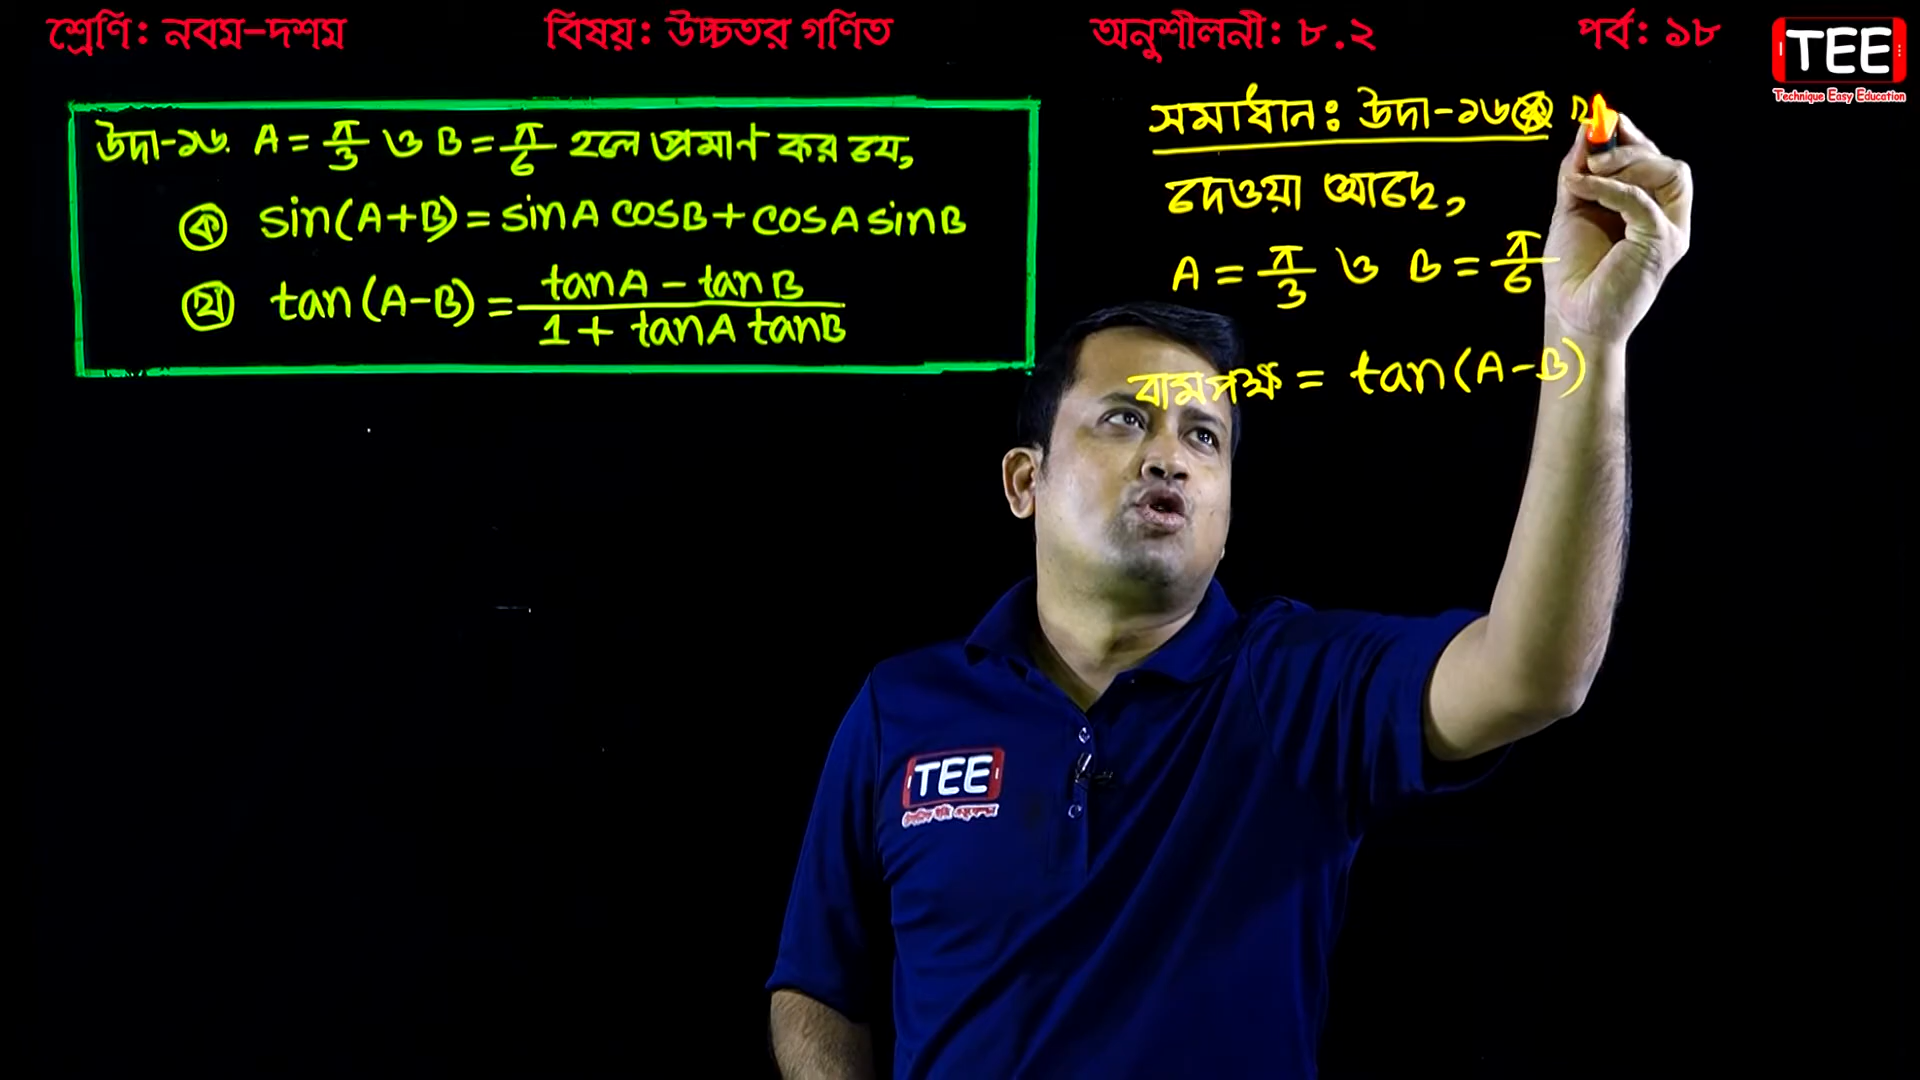 শ্রেণি: নবম-দশম
বিষয়: উচ্চতর গণিত
অনুশীলনী: ৮.২
পর্ব: ১৮
TEE
Technique Easy Education
উদা-১৬. A = π/3 ও B = π/6 হলে প্রমাণ কর যে,
ক sin(A+B) = sinA cosB + cosA sinB
খ tan(A-B) = (tanA - tanB)/(1 + tanA tanB)
সমাধান: উদা-১৬
দেওয়া আছে,
A = π/3 ও B = π/6
বামপক্ষ = tan(A-B)
TEE